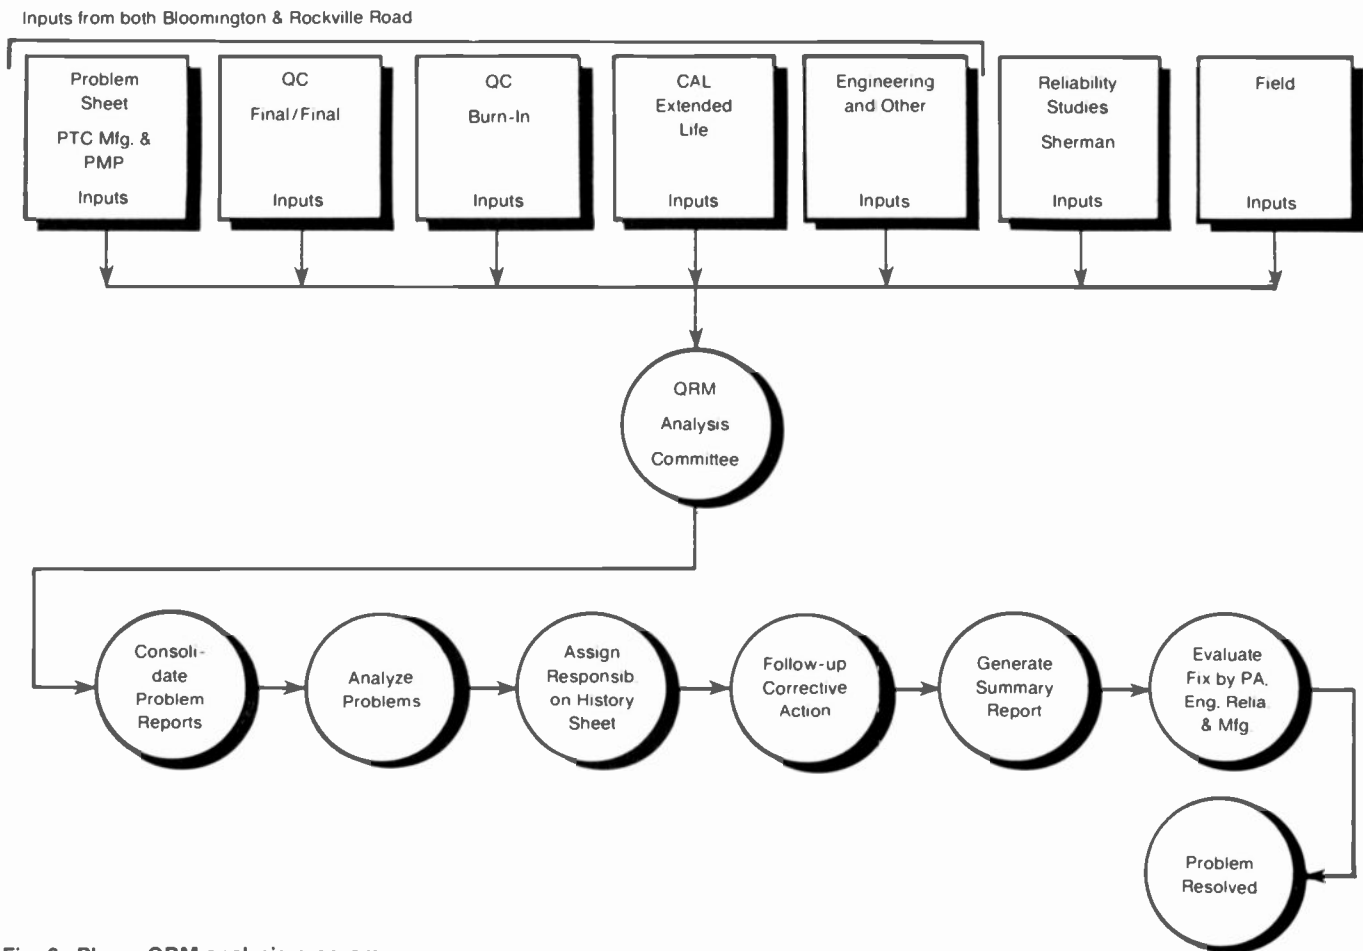 Inputs from both Bloomington & Rockville Road
Problem
Sheet
PTC Mfg. &
PMP
Inputs
QC
Final/Final
Inputs
QC
Burn-In
Inputs
CAL
Extended
Life
Inputs
Engineering
and Other
Inputs
Reliability
Studies
Sherman
Inputs
Field
Inputs
QRM
Analysis
Committee
Consoli-
date
Problem
Reports
Analyze
Problems
Assign
Responsib.
on History
Sheet
Follow-up
Corrective
Action
Generate
Summary
Report
Evaluate
Fix by PA,
Eng. Relia.
& Mfg.
Problem
Resolved
QRM